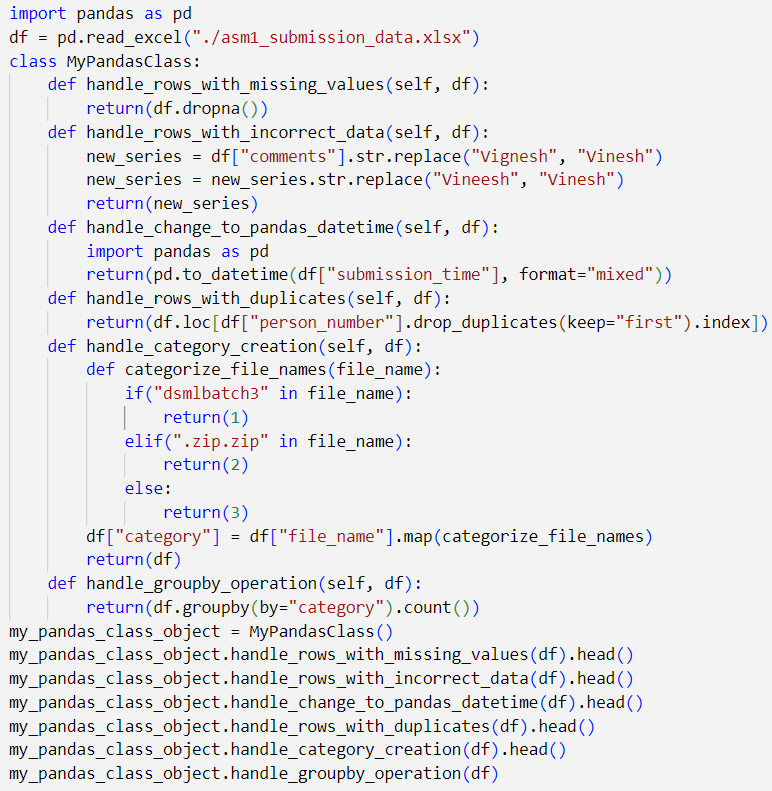 import pandas as pd
df = pd.read_excel("./asm1_submission_data.xlsx")
class MyPandasClass:
    def handle_rows_with_missing_values(self, df):
        return(df.dropna())
    def handle_rows_with_incorrect_data(self, df):
        new_series = df["comments"].str.replace("Vignesh", "Vinesh")
        new_series = new_series.str.replace("Vineesh", "Vinesh")
        return(new_series)
    def handle_change_to_pandas_datetime(self, df):
        import pandas as pd
        return(pd.to_datetime(df["submission_time"], format="mixed"))
    def handle_rows_with_duplicates(self, df):
        return(df.loc[df["person_number"].drop_duplicates(keep="first").index])
    def handle_category_creation(self, df):
        def categorize_file_names(file_name):
            if("dsmlbatch3" in file_name):
                return(1)
            elif(".zip.zip" in file_name):
                return(2)
            else:
                return(3)
        df["category"] = df["file_name"].map(categorize_file_names)
        return(df)
    def handle_groupby_operation(self, df):
        return(df.groupby(by="category").count())
my_pandas_class_object = MyPandasClass()
my_pandas_class_object.handle_rows_with_missing_values(df).head()
my_pandas_class_object.handle_rows_with_incorrect_data(df).head()
my_pandas_class_object.handle_change_to_pandas_datetime(df).head()
my_pandas_class_object.handle_rows_with_duplicates(df).head()
my_pandas_class_object.handle_category_creation(df).head()
my_pandas_class_object.handle_groupby_operation(df)